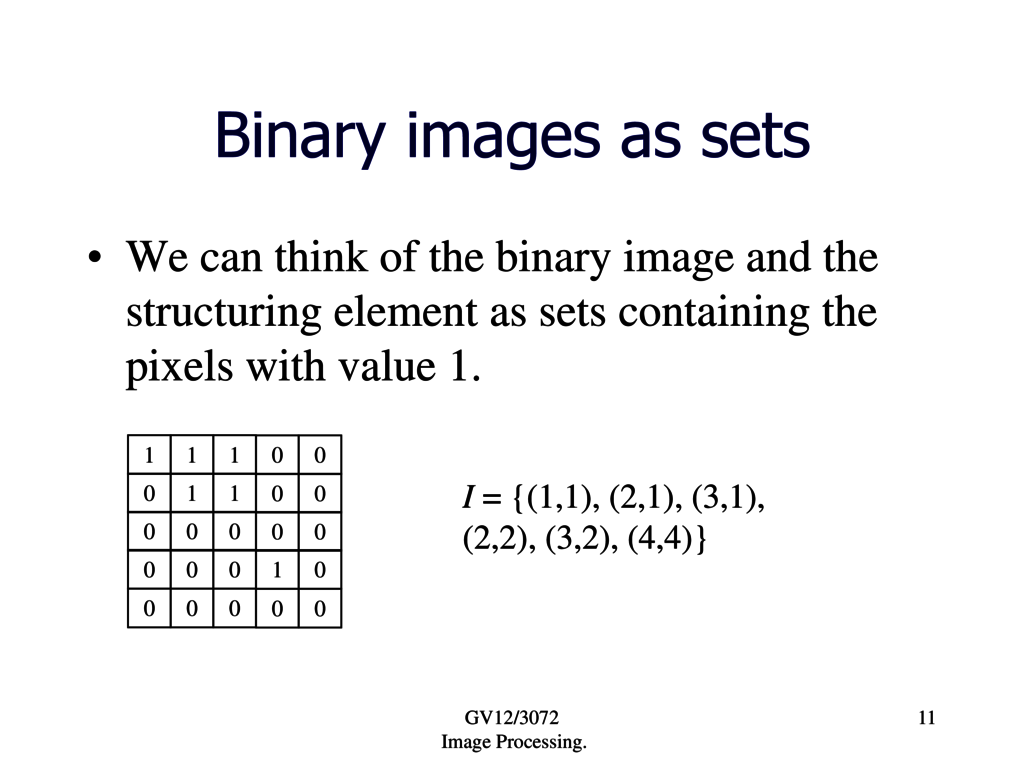 Binary images as sets
• We can think of the binary image and the
structuring element as sets containing the
pixels with value 1.
1 1 1 0 0
0 1 1 0 0
0 0 0 0 0
0 0 0 1 0
0 0 0 0 0
I = {(1,1), (2,1), (3,1),
(2,2), (3,2), (4,4)}
GV12/3072
Image Processing.
11